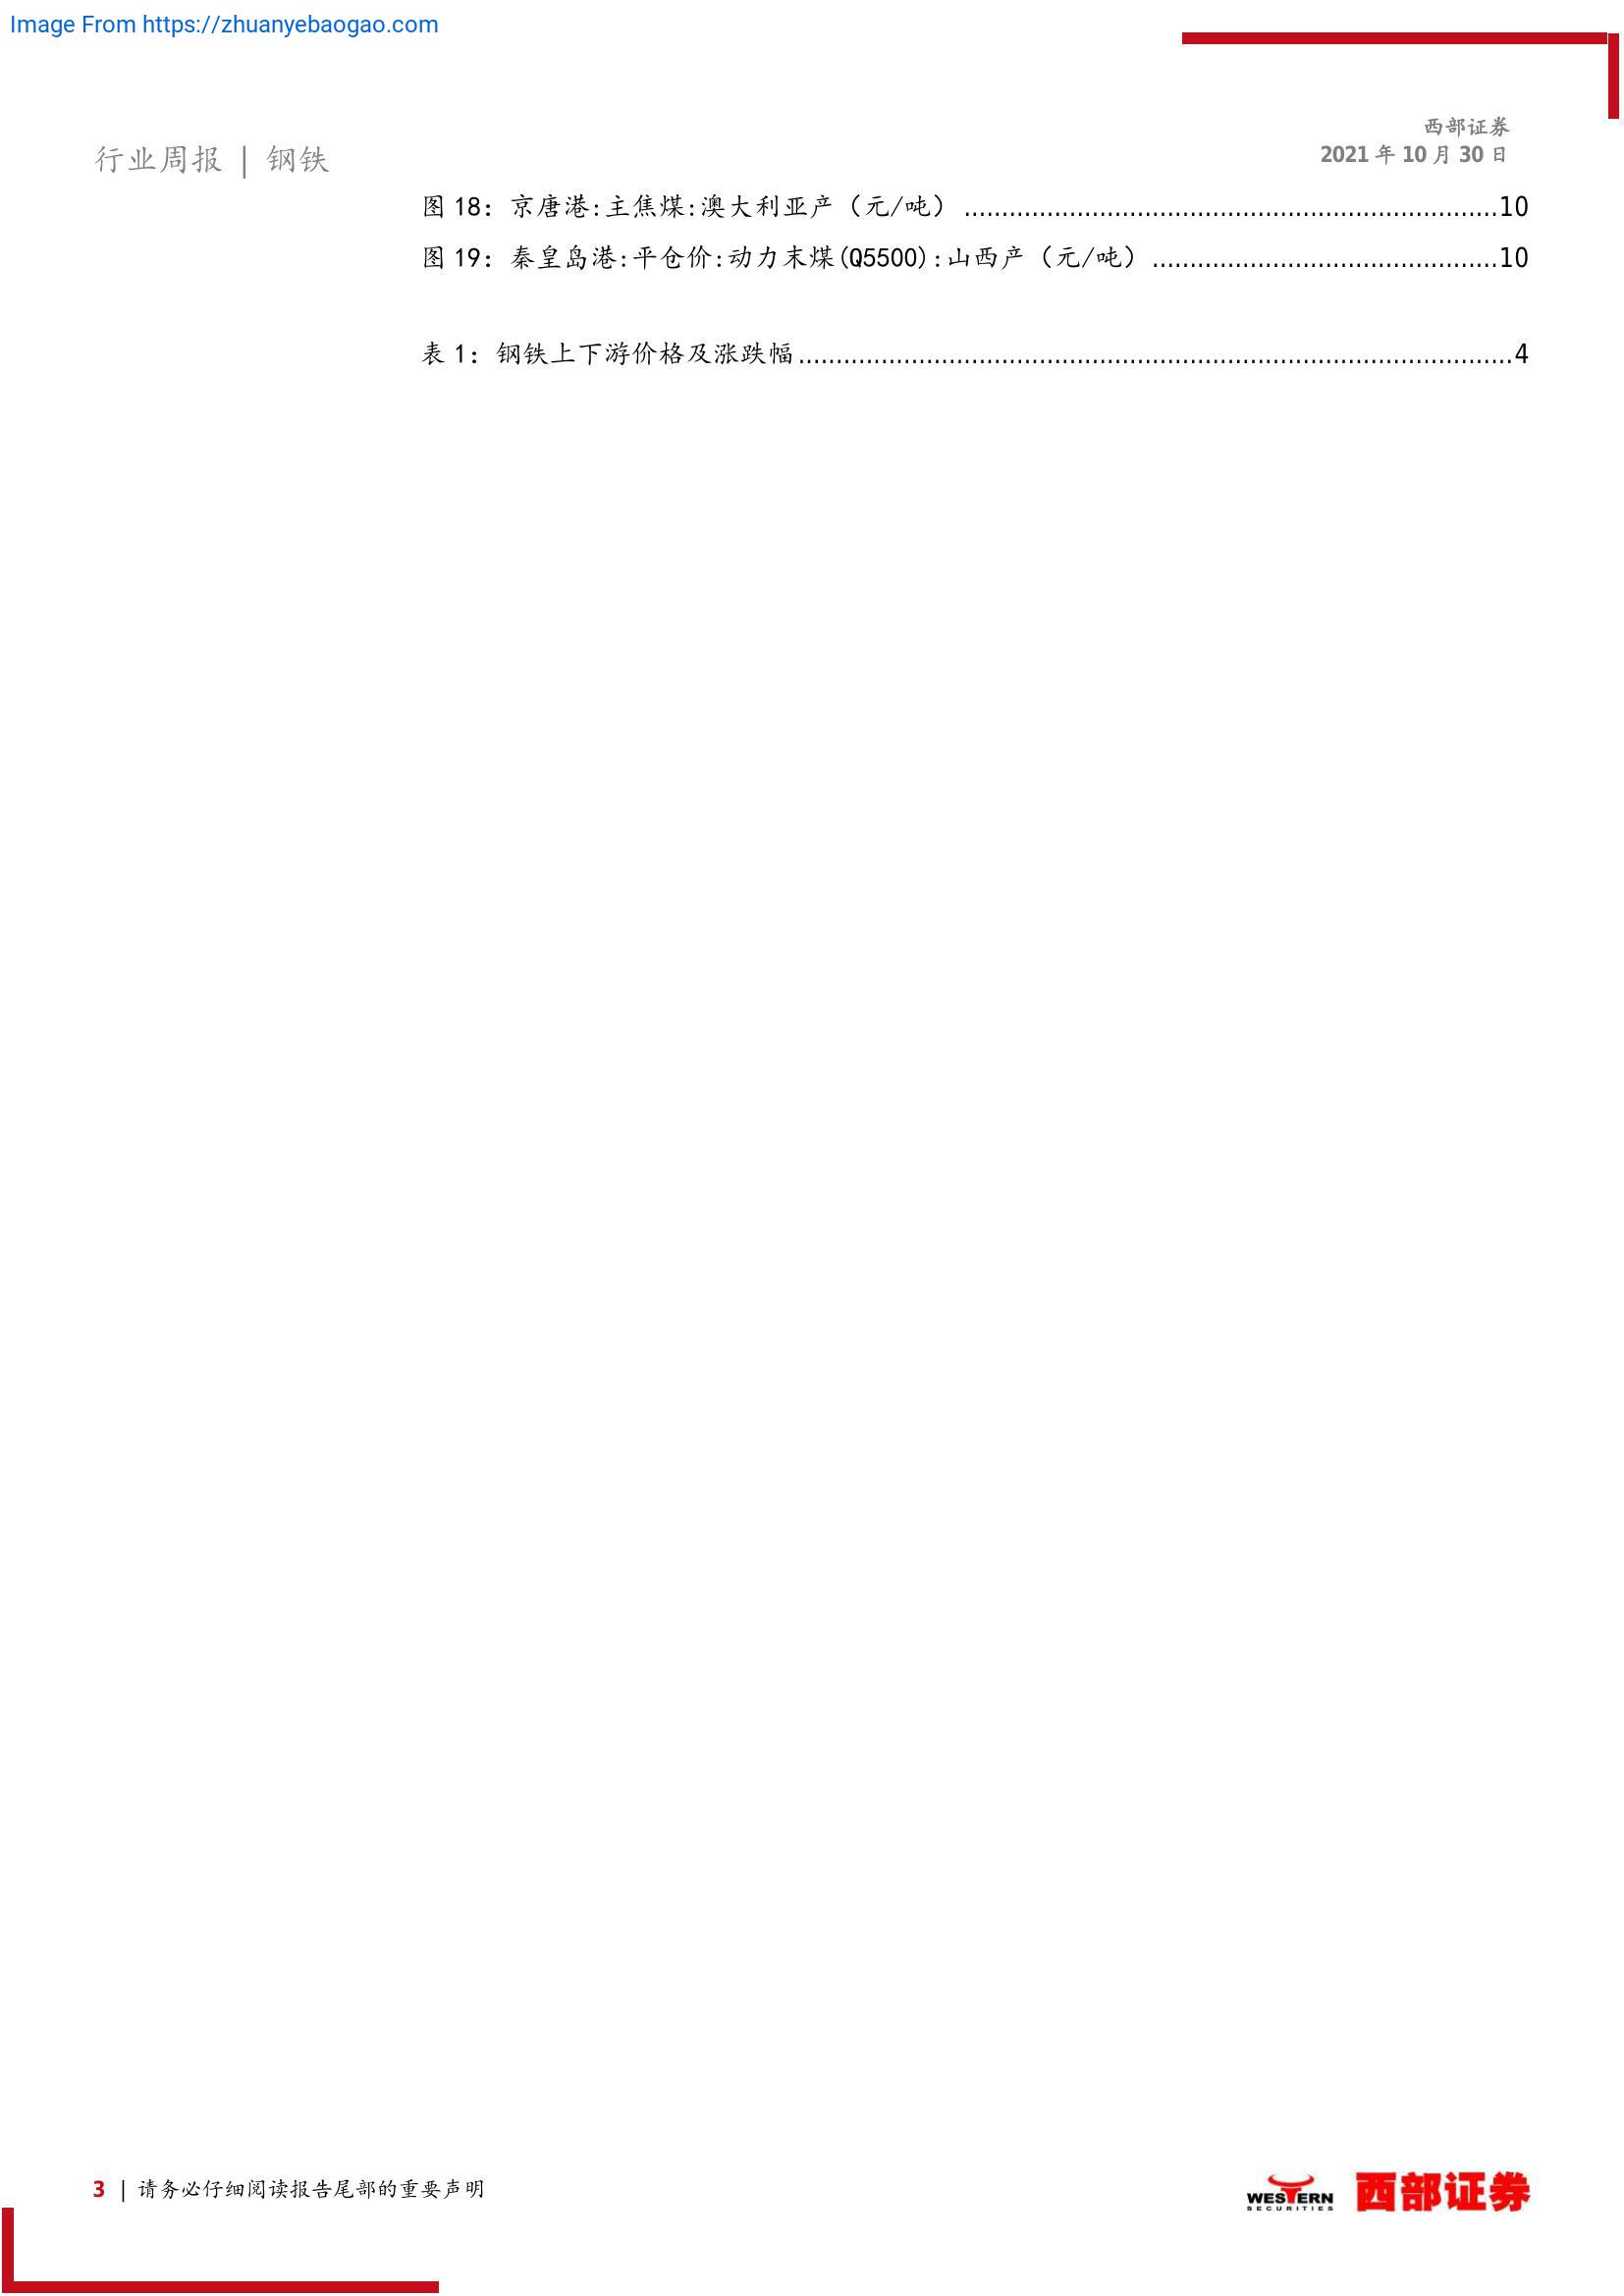 Image From https://zhuanyebaogao.com
西部证券
2021 年 10 月 30 日
行业周报 | 钢铁
图 18：京唐港:主焦煤:澳大利亚产（元/吨）.......................................................................10
图 19：秦皇岛港:平仓价:动力末煤(Q5500):山西产（元/吨）..............................................10
表 1：钢铁上下游价格及涨跌幅...............................................................................................4
3 | 请务必仔细阅读报告尾部的重要声明
WESTERN
SECURITIES
西部证券